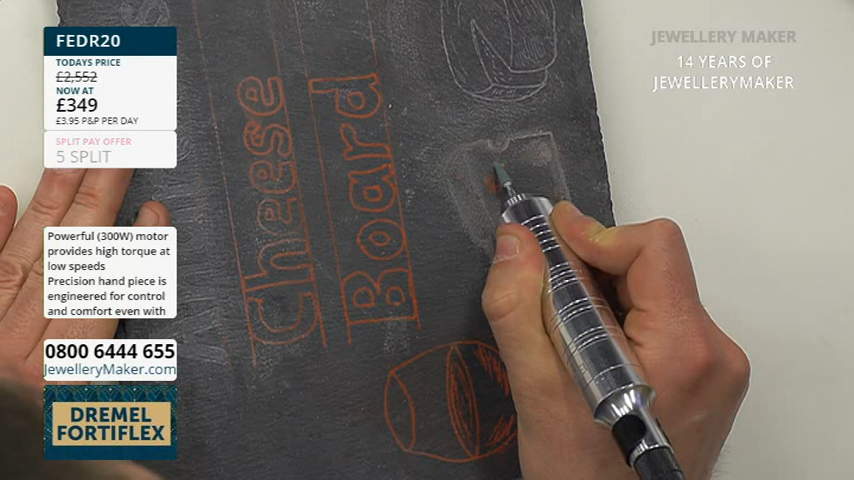 FEDR20
TODAYS PRICE
£2,552
NOW AT
£349
£3.95 P&P PER DAY
SPLIT PAY OFFER
5 SPLIT
Powerful (300W) motor
provides high torque at
low speeds
Precision hand piece is
engineered for control
and comfort even with
0800 6444 655
JewelleryMaker.com
DREMEL
FORTIFLEX
Cheese
Board
JEWELLERY MAKER
14 YEARS OF
JEWELLERYMAKER